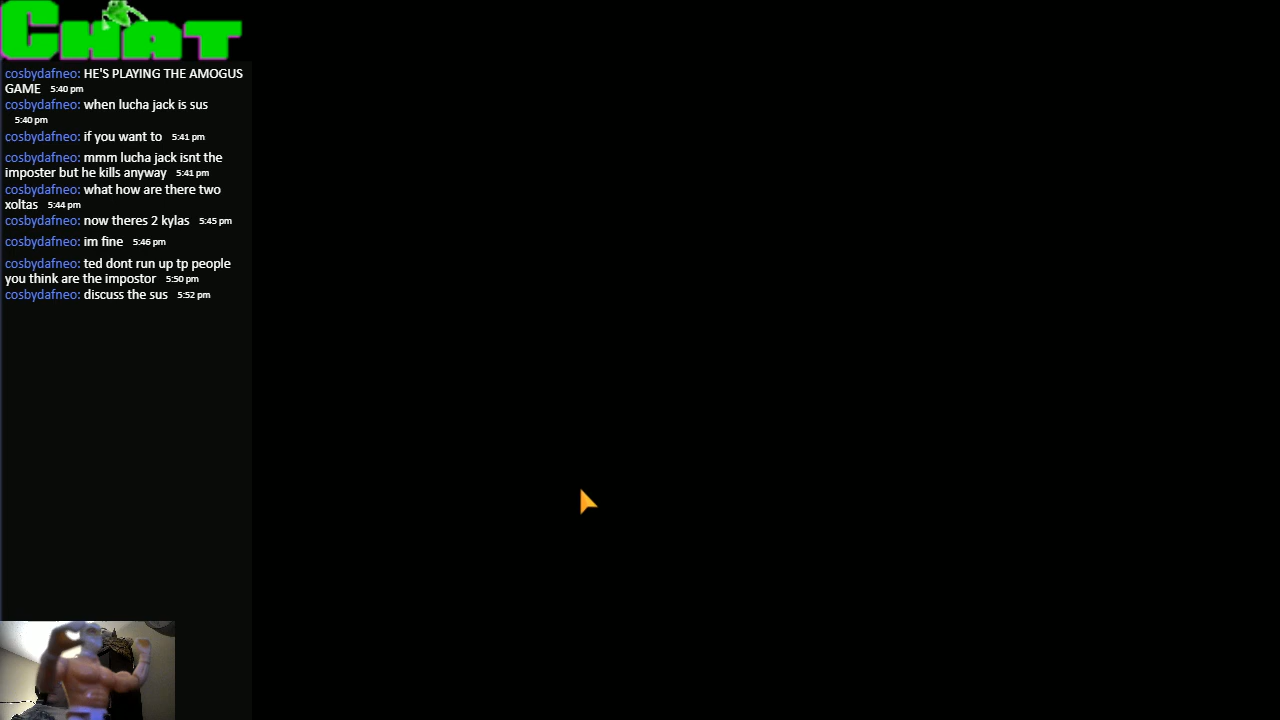 CHAT
cosbydafneo: HE'S PLAYING THE AMOGUS
GAME 5:40 pm
cosbydafneo: when lucha jack is sus
5:40 pm
cosbydafneo: if you want to 5:41 pm
cosbydafneo: mmm lucha jack isnt the
imposter but he kills anyway 5:41 pm
cosbydafneo: what how are there two
xoltas 5:44 pm
cosbydafneo: now theres 2 kylas 5:45 pm
cosbydafneo: im fine 5:46 pm
cosbydafneo: ted dont run up tp people
you think are the impostor 5:50 pm
cosbydafneo: discuss the sus 5:52 pm